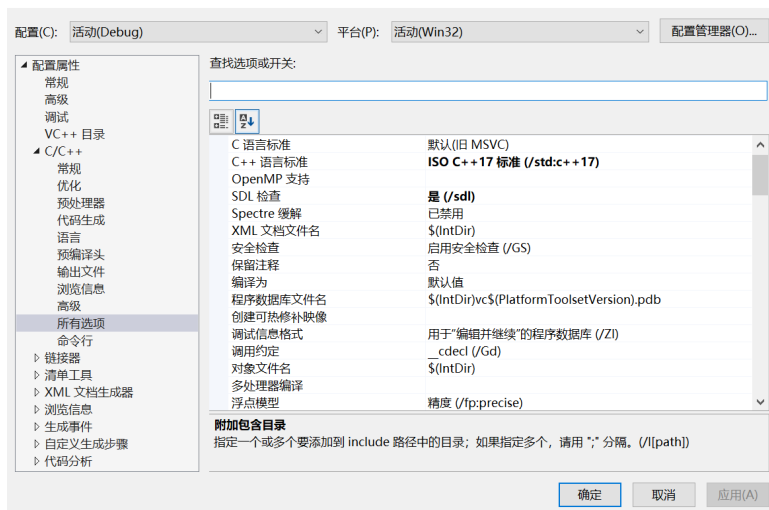 配置(C): 活动(Debug) 平台(P): 活动(Win32) 配置管理器(O)...
配置属性
常规
高级
调试
VC++ 目录
C/C++
常规
优化
预处理器
代码生成
语言
预编译头
输出文件
浏览信息
高级
所有选项
命令行
链接器
清单工具
XML 文档生成器
浏览信息
生成事件
自定义生成步骤
代码分析
查找选项或开关:
C 语言标准 默认(旧 MSVC)
C++ 语言标准 ISO C++17 标准 (/std:c++17)
OpenMP 支持
SDL 检查 是 (/sdl)
Spectre 缓解 已禁用
XML 文档文件名 $(IntDir)
安全检查 启用安全检查 (/GS)
保留注释 否
编译为 默认值
程序数据库文件名 $(IntDir)vc$(PlatformToolsetVersion).pdb
创建可热修补映像
调试信息格式 用于“编辑并继续”的程序数据库 (/ZI)
调用约定 __cdecl (/Gd)
对象文件名 $(IntDir)
多处理器编译
浮点模型 精度 (/fp:precise)
附加包含目录
指定一个或多个要添加到 include 路径中的目录；如果指定多个，请用 ";" 分隔。(/I[path])
确定 取消 应用(A)